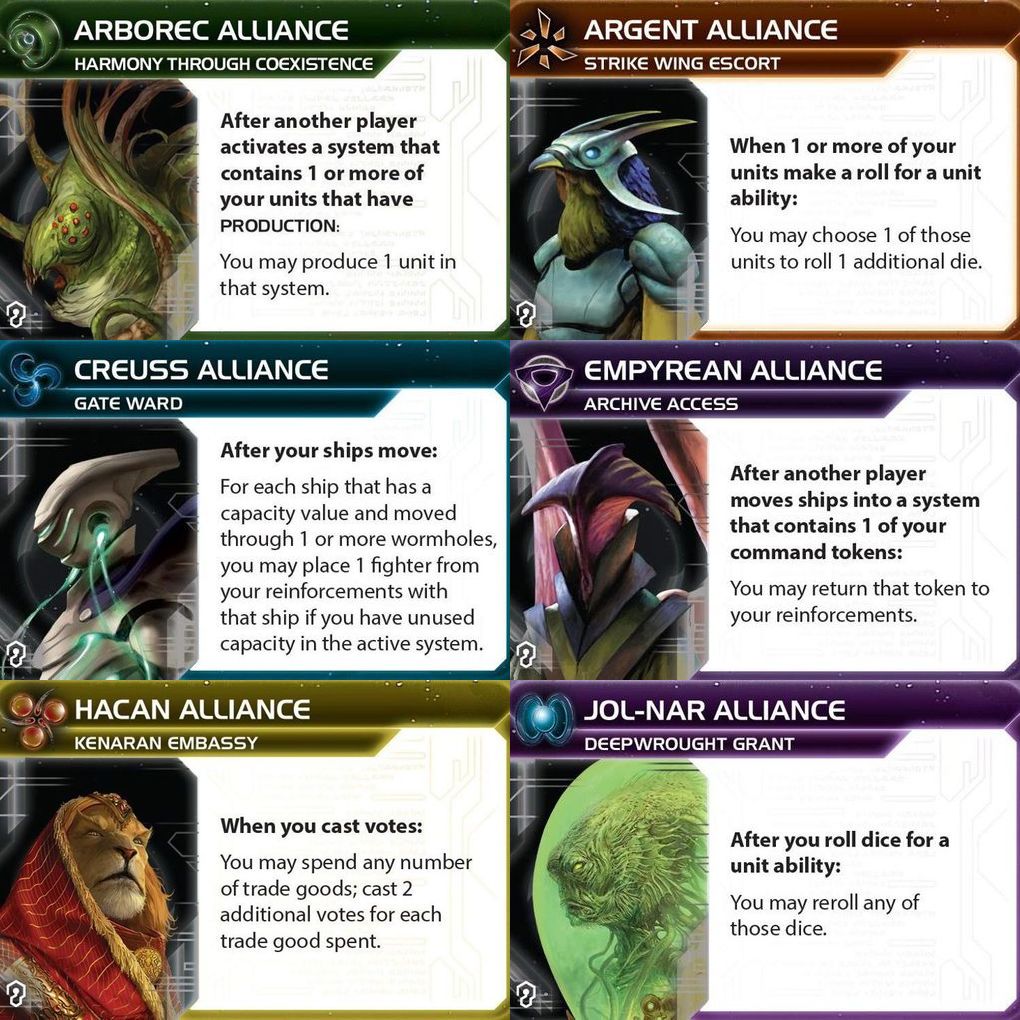 ARBOREC ALLIANCE
HARMONY THROUGH COEXISTENCE
After another player
activates a system that
contains 1 or more of
your units that have
PRODUCTION:
You may produce 1 unit in
that system.
ARGENT ALLIANCE
STRIKE WING ESCORT
When 1 or more of your
units make a roll for a unit
ability:
You may choose 1 of those
units to roll 1 additional die.
CREUSS ALLIANCE
GATE WARD
After your ships move:
For each ship that has a
capacity value and moved
through 1 or more wormholes,
you may place 1 fighter from
your reinforcements with
that ship if you have unused
capacity in the active system.
EMPYREAN ALLIANCE
ARCHIVE ACCESS
After another player
moves ships into a system
that contains 1 of your
command tokens:
You may return that token to
your reinforcements.
HACAN ALLIANCE
KENARAN EMBASSY
When you cast votes:
You may spend any number
of trade goods; cast 2
additional votes for each
trade good spent.
JOL-NAR ALLIANCE
DEEPWROUGHT GRANT
After you roll dice for a
unit ability:
You may reroll any of
those dice.